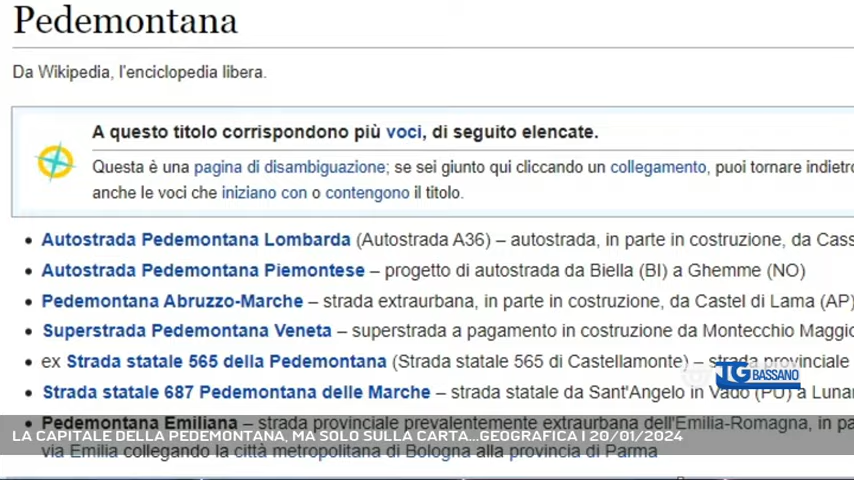 Pedemontana
Da Wikipedia, l'enciclopedia libera.
A questo titolo corrispondono più voci, di seguito elencate.
Questa è una pagina di disambiguazione; se sei giunto qui cliccando un collegamento, puoi tornare indietro
anche le voci che iniziano con o contengono il titolo.
• Autostrada Pedemontana Lombarda (Autostrada A36) – autostrada, in parte in costruzione, da Cass
• Autostrada Pedemontana Piemontese – progetto di autostrada da Biella (BI) a Ghemme (NO)
• Pedemontana Abruzzo-Marche – strada extraurbana, in parte in costruzione, da Castel di Lama (AP)
• Superstrada Pedemontana Veneta – superstrada a pagamento in costruzione da Montecchio Maggio
• ex Strada statale 565 della Pedemontana (Strada statale 565 di Castellamonte) – strada provinciale
• Strada statale 687 Pedemontana delle Marche – strada statale da Sant'Angelo in Vado (PU) a Lunar
TG BASSANO
• Pedemontana Emiliana – strada provinciale prevalentemente extraurbana dell'Emilia-Romagna, in pa
LA CAPITALE DELLA PEDEMONTANA, MA SOLO SULLA CARTA...GEOGRAFICA | 20/01/2024
via Emilia collegando la città metropolitana di Bologna alla provincia di Parma